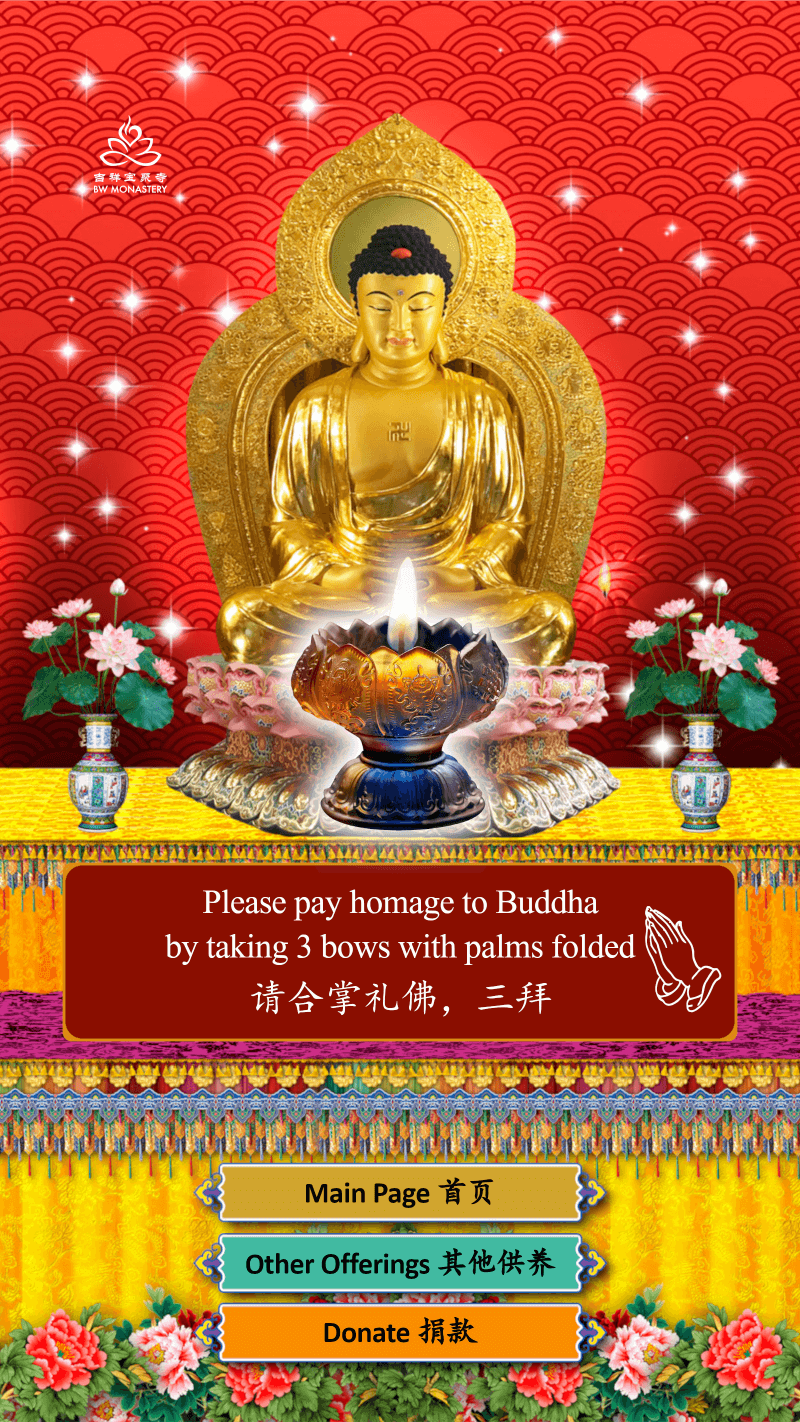 吉祥宝聚寺
BW MONASTERY
卍
Please pay homage to Buddha
by taking 3 bows with palms folded
请合掌礼佛，三拜
Main Page 首页
Other Offerings 其他供养
Donate 捐款